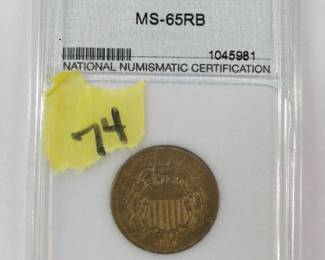 MS-65RB
1045981
NATIONAL NUMISMATIC CERTIFICATION
74